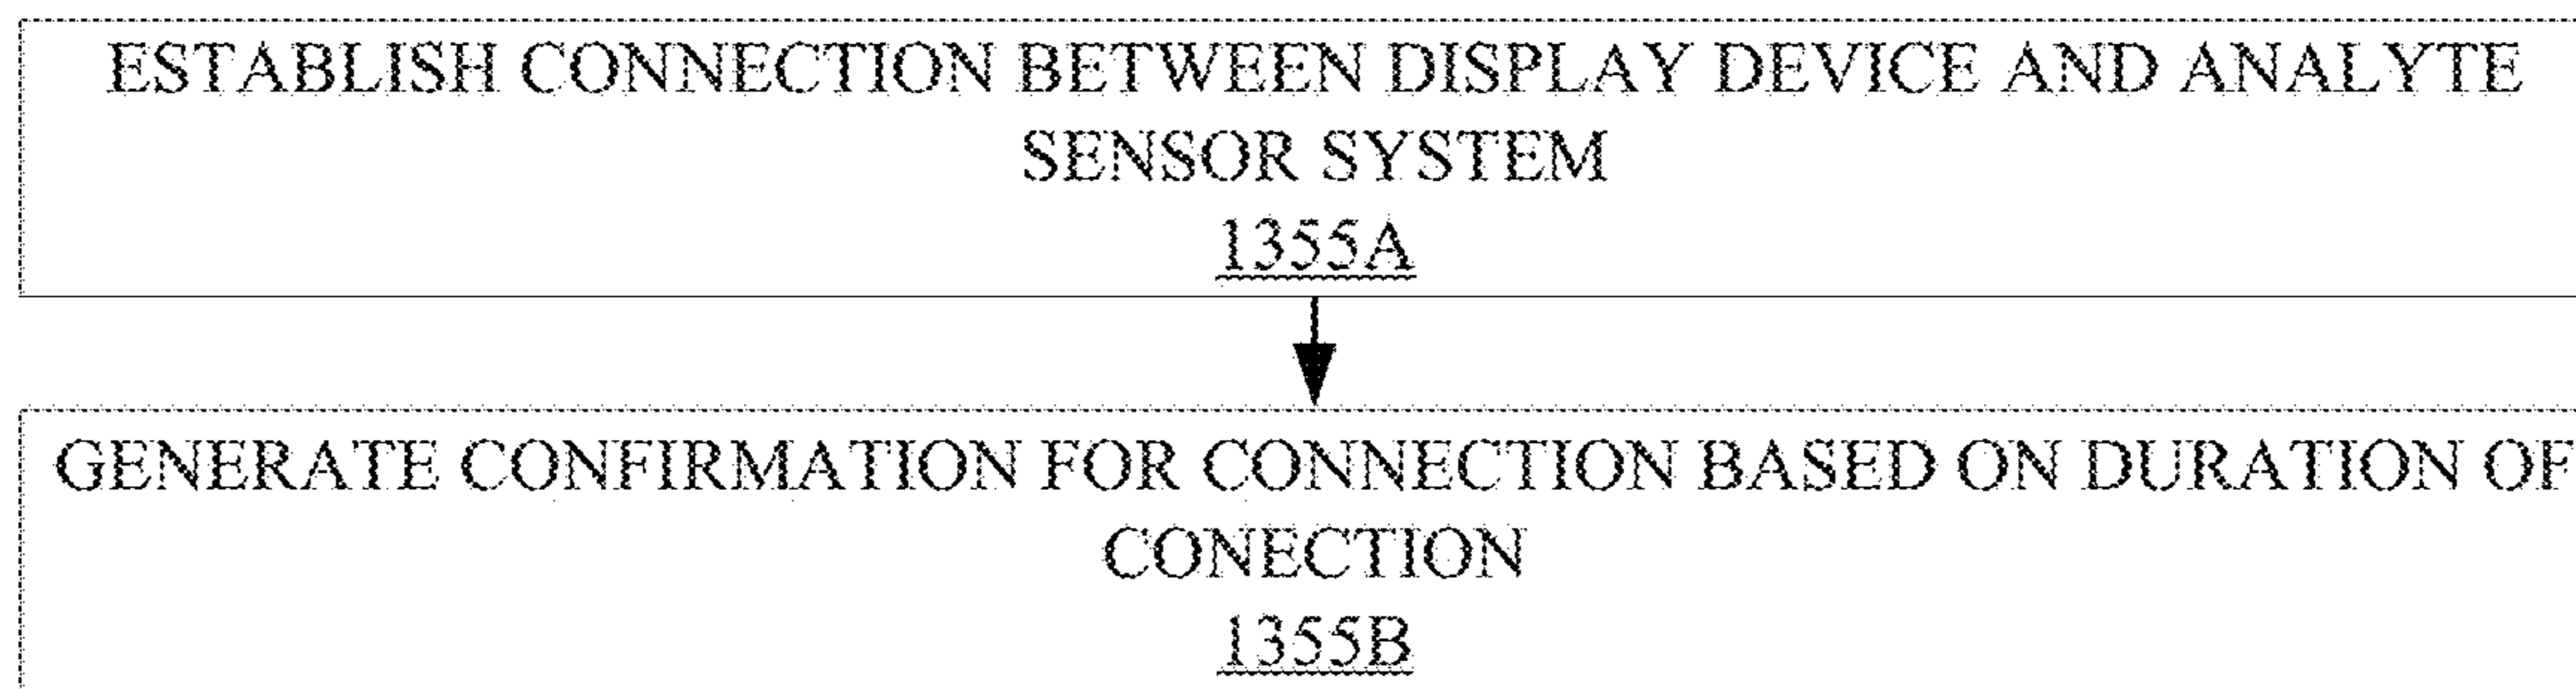 ESTABLISH CONNECTION BETWEEN DISPLAY DEVICE AND ANALYTE
SENSOR SYSTEM
1355A
GENERATE CONFIRMATION FOR CONNECTION BASED ON DURATION OF
CONECTION
1355B